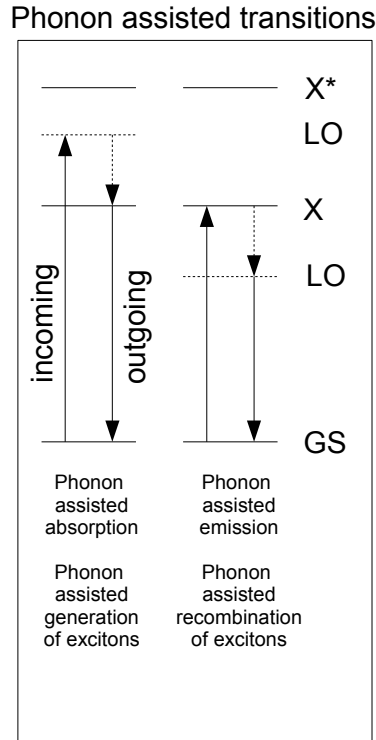 Phonon assisted transitions
X*
LO
X
LO
GS
incoming
outgoing
Phonon
assisted
absorption
Phonon
assisted
emission
Phonon
assisted
generation
of excitons
Phonon
assisted
recombination
of excitons